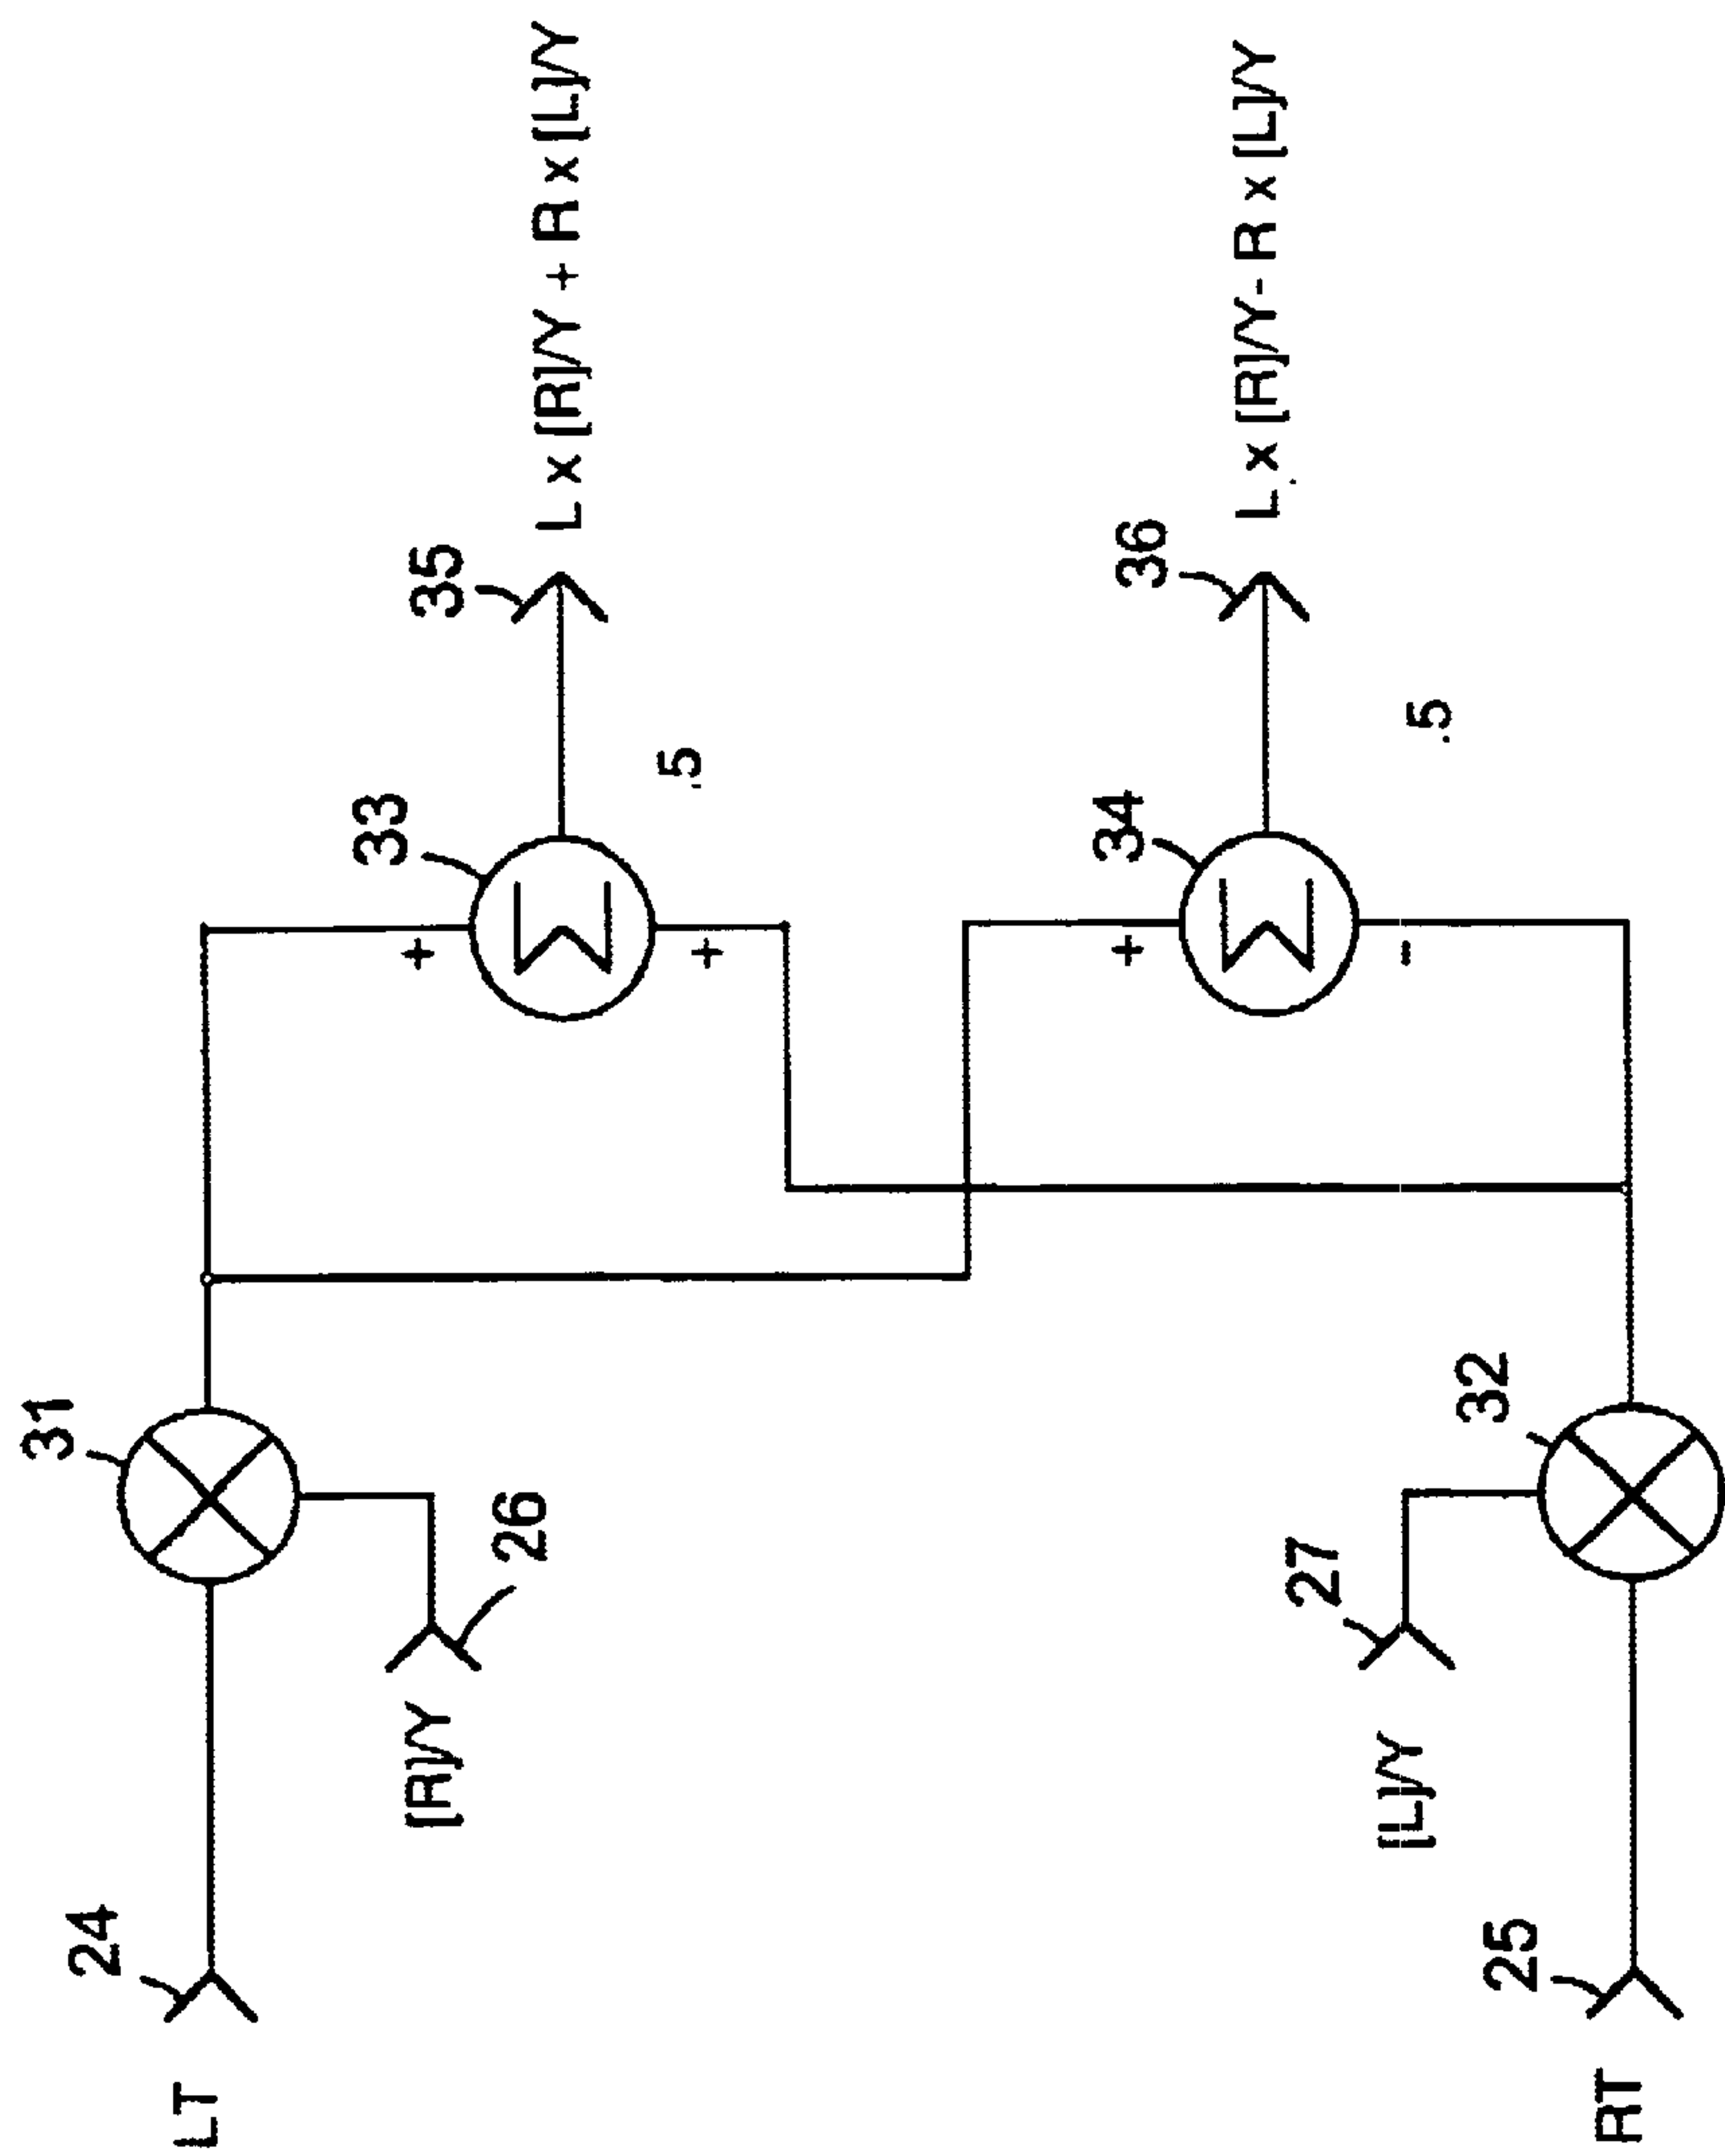 LT
24
31
[R]/Y
26
33
+
+
.5
35
L x [R]/Y + R x [L]/Y
[L]/Y
27
RT
25
32
34
+
-
.5
36
L x [R]/Y- R x [L]/Y